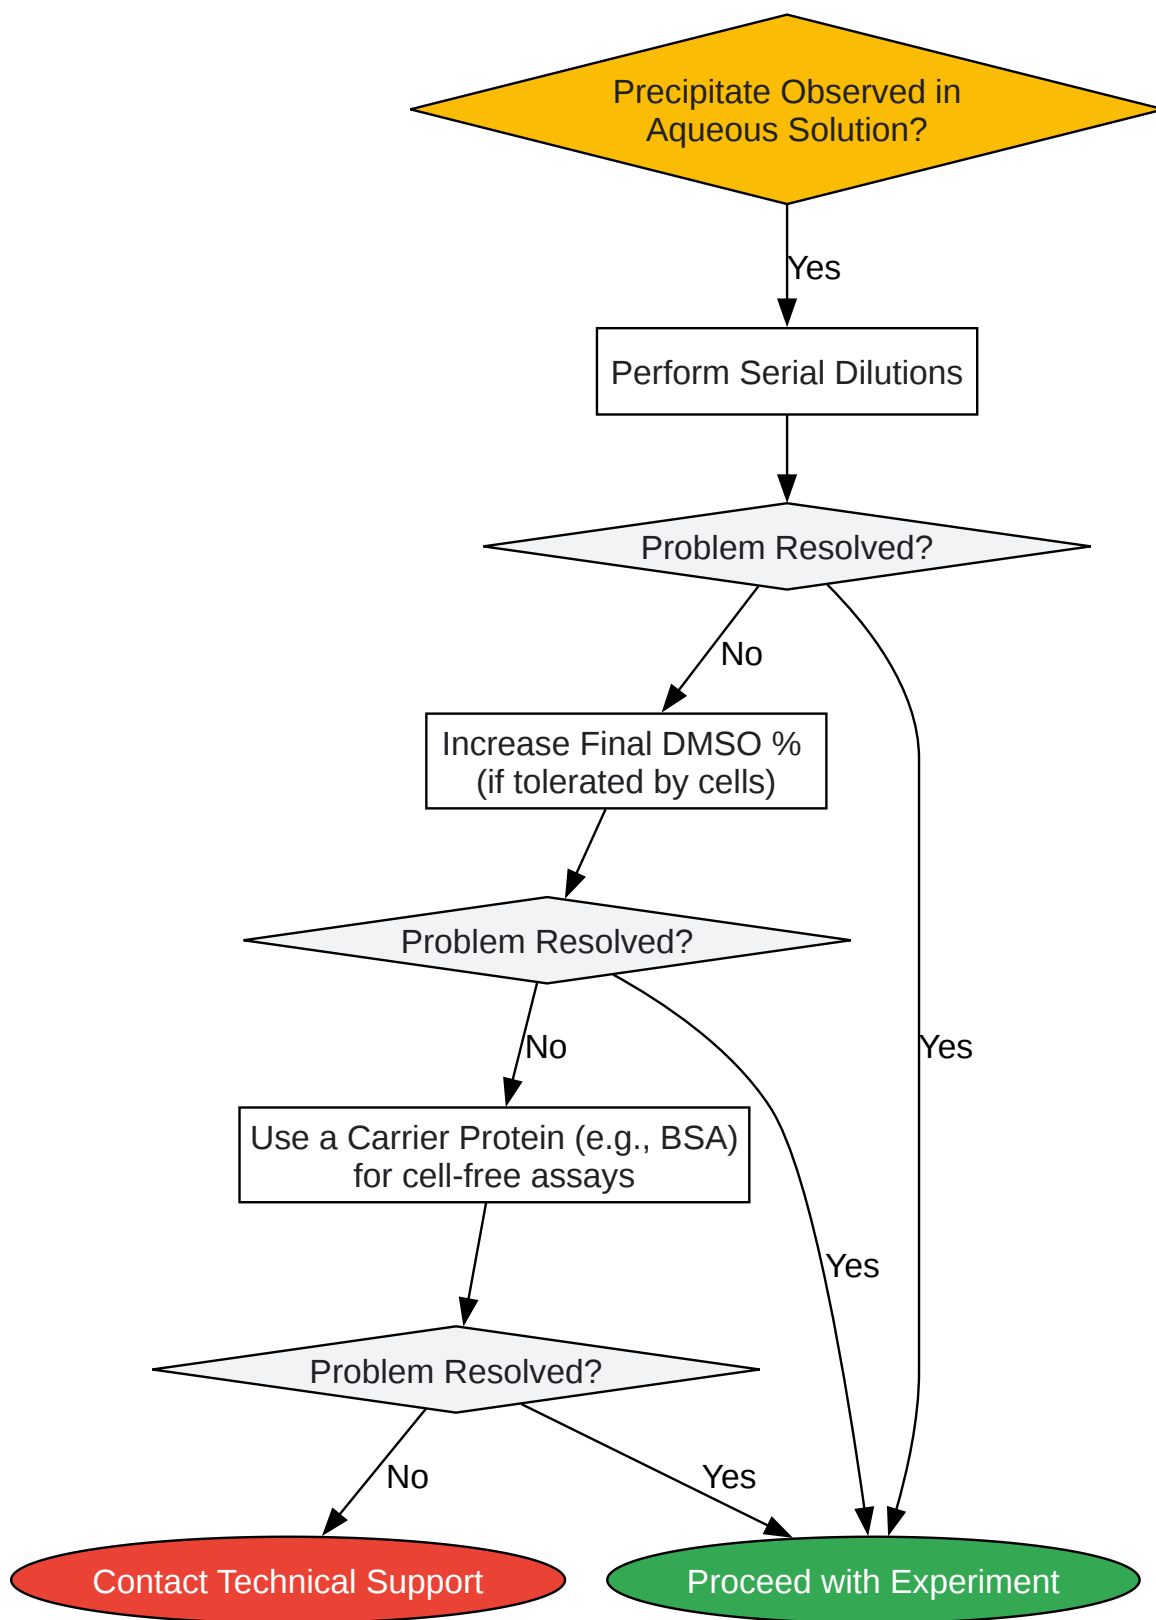 Precipitate Observed in
Aqueous Solution?
Yes
Perform Serial Dilutions
Problem Resolved?
No
Increase Final DMSO %
(if tolerated by cells)
Problem Resolved?
No
Yes
Use a Carrier Protein (e.g., BSA)
for cell-free assays
Yes
Problem Resolved?
No
Yes
Contact Technical Support
Proceed with Experiment